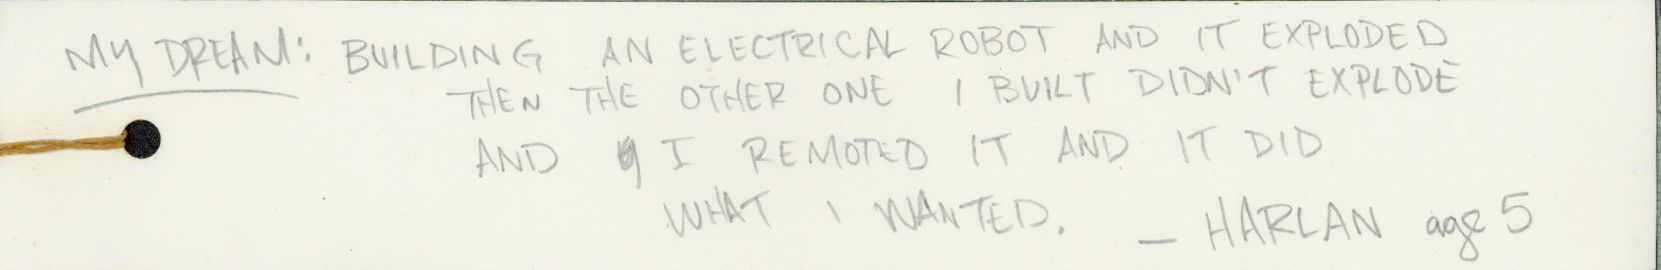 MY DREAM: BUILDING AN ELECTRICAL ROBOT AND IT EXPLODED
THEN THE OTHER ONE I BUILT DIDN'T EXPLODE
AND I REMOTED IT AND IT DID
WHAT I WANTED.
— HARLAN age 5